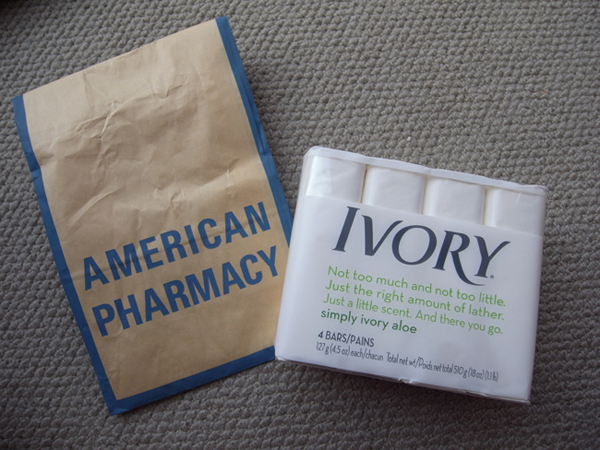 AMERICAN
PHARMACY
IVORY®
Not too much and not too little.
Just the right amount of lather.
Just a little scent. And there you go.
simply ivory aloe
4 BARS/PAINS
127 g (4.5 oz) each/chacun Total net wt/Poids net total 510 g (18 oz) (1.1 lb)